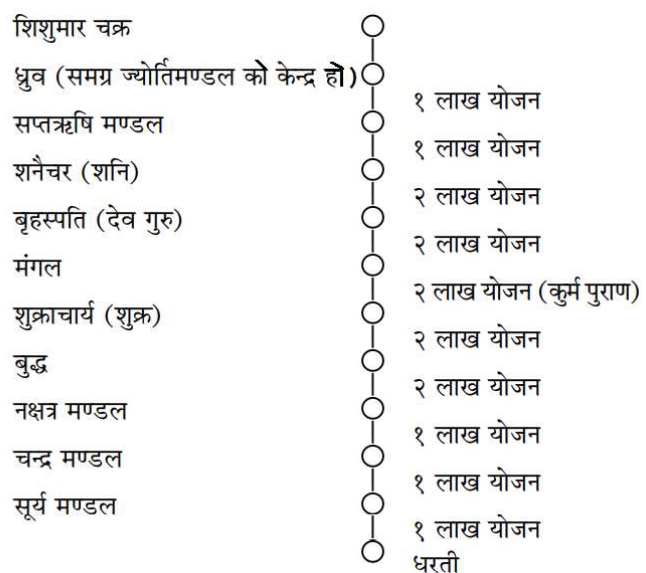 शिशुमार चक्र
ध्रुव (समग्र ज्योर्तिमण्डल को केन्द्र हो)
१ लाख योजन
सप्तऋषि मण्डल
१ लाख योजन
शनैचर (शनि)
२ लाख योजन
बृहस्पति (देव गुरु)
२ लाख योजन
मंगल
२ लाख योजन (कुर्म पुराण)
शुक्राचार्य (शुक्र)
२ लाख योजन
बुद्ध
२ लाख योजन
नक्षत्र मण्डल
१ लाख योजन
चन्द्र मण्डल
१ लाख योजन
सूर्य मण्डल
१ लाख योजन
धरती